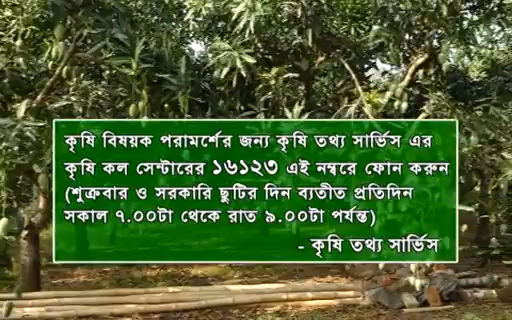 কৃষি বিষয়ক পরামর্শের জন্য কৃষি তথ্য সার্ভিস এর
কৃষি কল সেন্টারের ১৬১২৩ এই নম্বরে ফোন করুন
(শুক্রবার ও সরকারি ছুটির দিন ব্যতীত প্রতিদিন
সকাল ৭.০০টা থেকে রাত ৯.০০টা পর্যন্ত)
- কৃষি তথ্য সার্ভিস